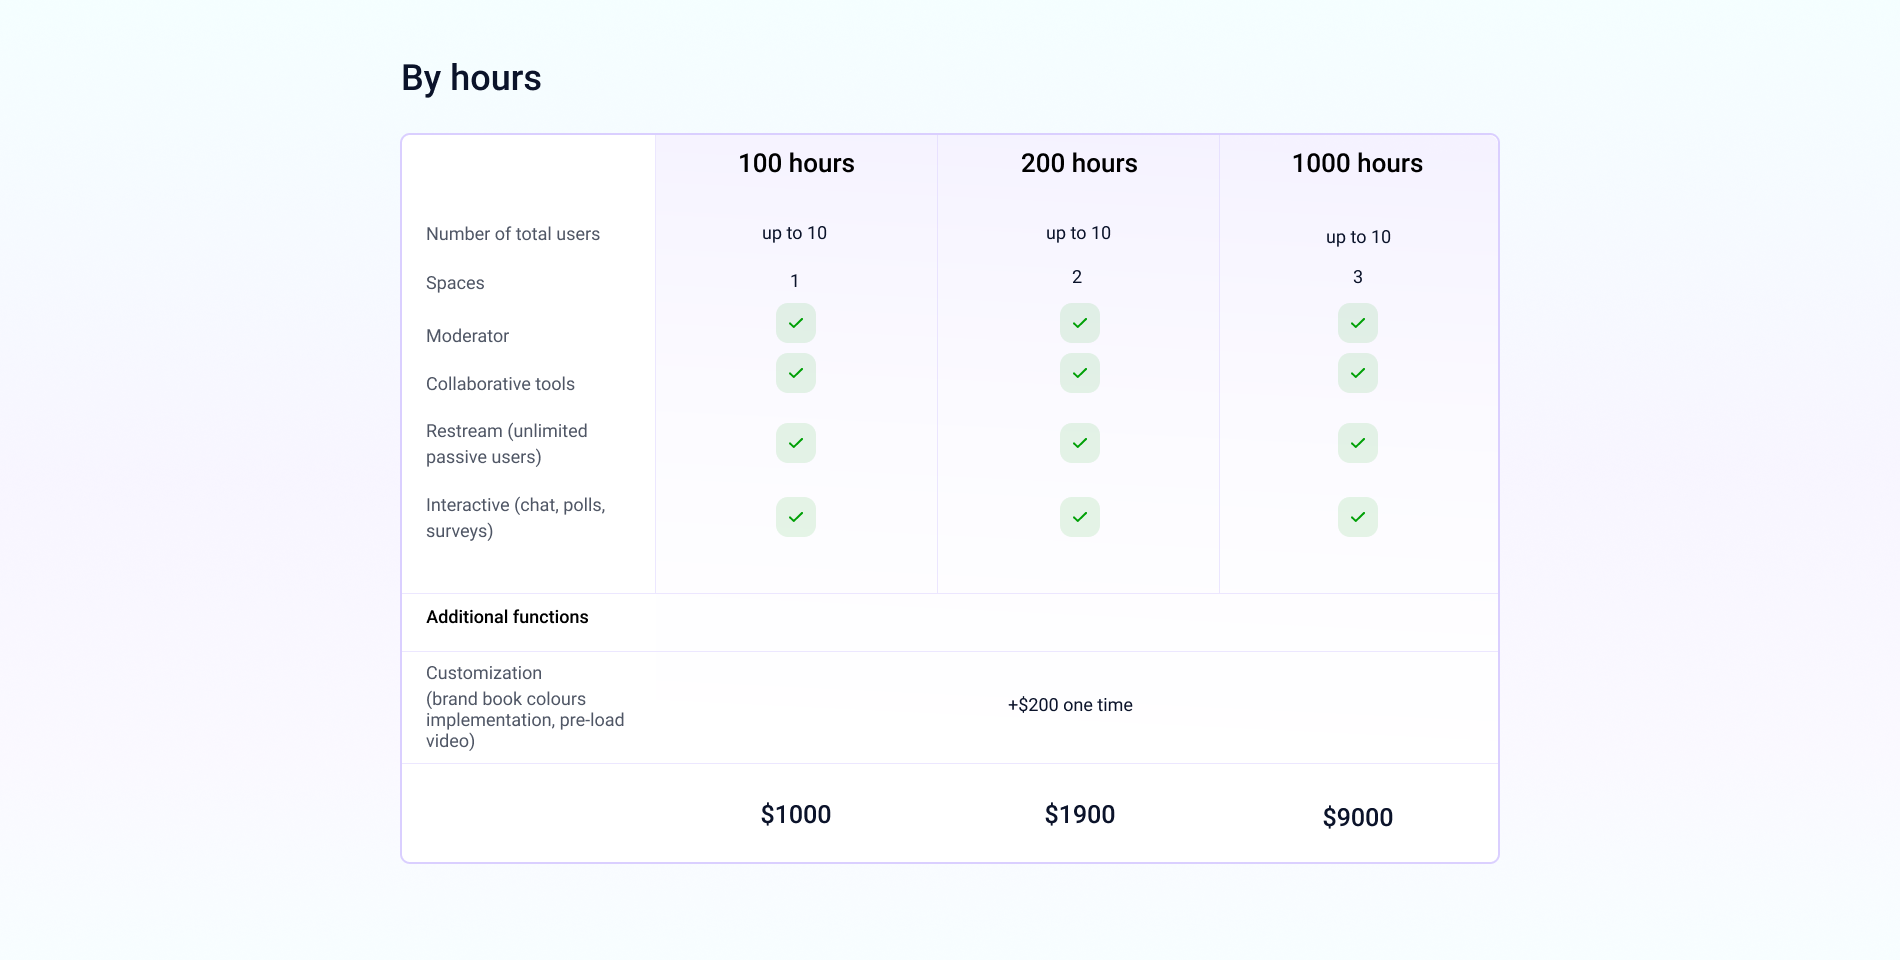 By hours
100 hours
200 hours
1000 hours
Number of total users
up to 10
up to 10
up to 10
Spaces
1
2
3
Moderator
Collaborative tools
Restream (unlimited
passive users)
Interactive (chat, polls,
surveys)
Additional functions
Customization
(brand book colours
implementation, pre-load
video)
+$200 one time
$1000
$1900
$9000